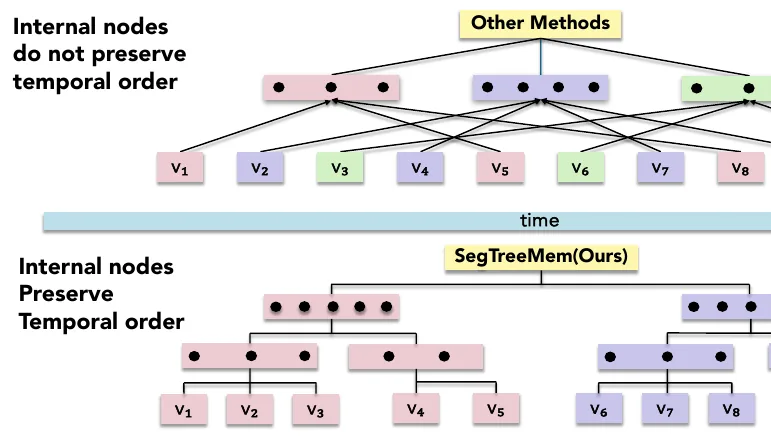 Internal nodes
do not preserve
temporal order
Other Methods
V₁ V₂ V₃ V₄ V₅ V₆ V₇ V₈
time
SegTreeMem(Ours)
Internal nodes
Preserve
Temporal order
V₁ V₂ V₃ V₄ V₅ V₆ V₇ V₈